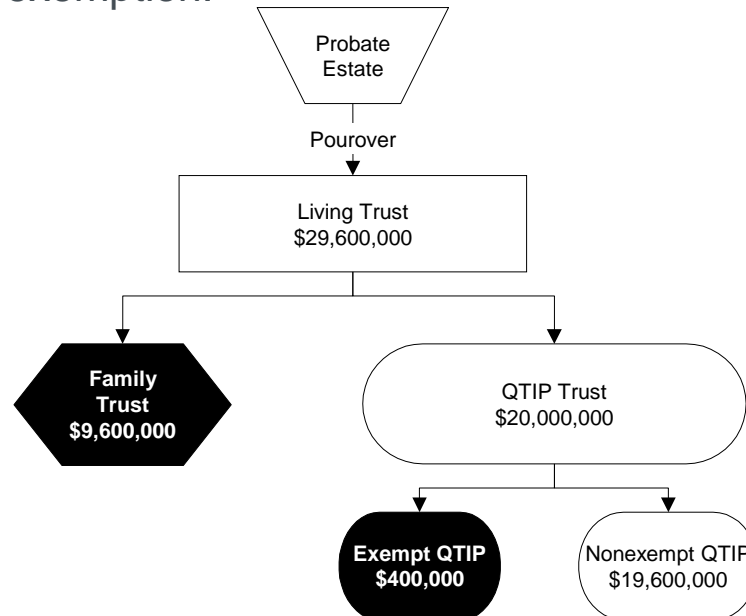 exemption.
Probate
Estate
Pourover
Living Trust
$29,600,000
Family
Trust
$9,600,000
QTIP Trust
$20,000,000
Exempt QTIP
$400,000
Nonexempt QTIP
$19,600,000